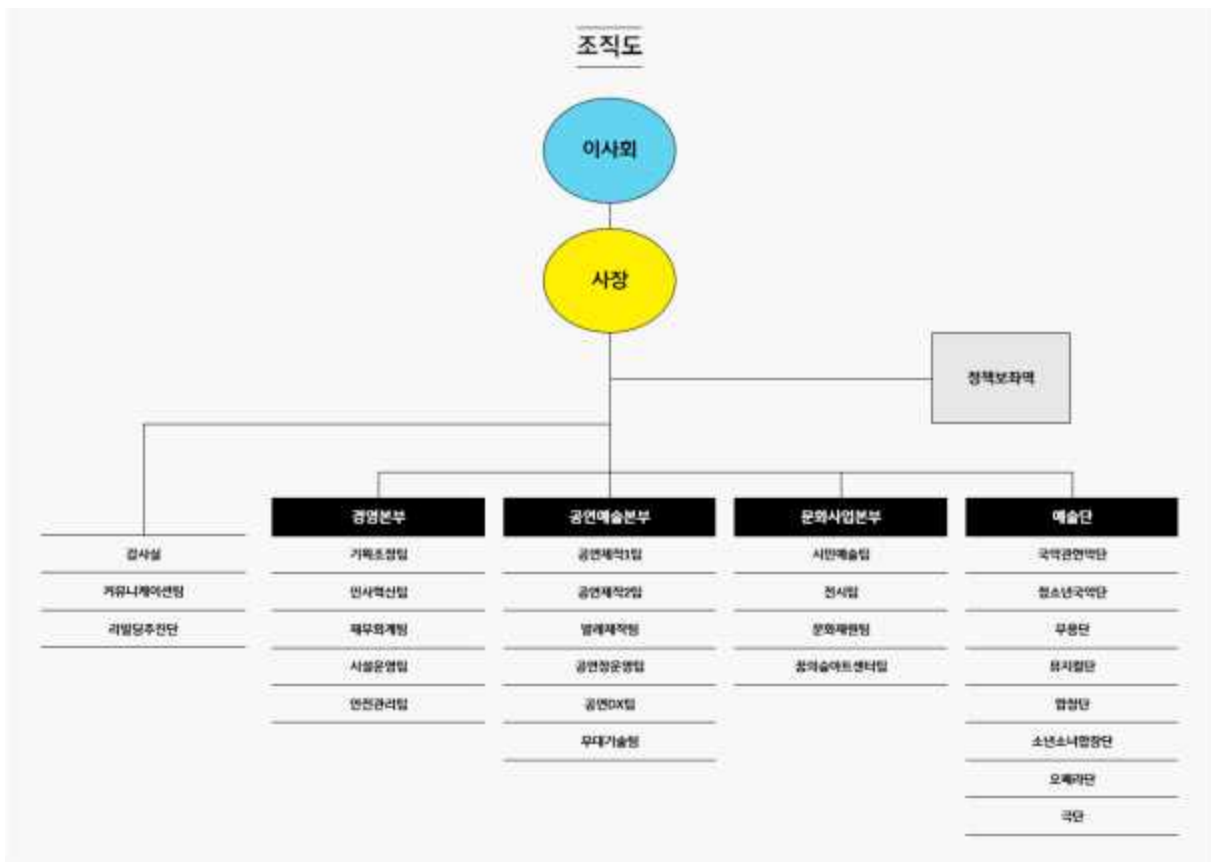 조직도
이사회
사장
정책보좌역
감사실
커뮤니케이션팀
리빌딩추진단
경영본부
기획조정팀
인사혁신팀
재무회계팀
시설운영팀
안전관리팀
공연예술본부
공연제작1팀
공연제작2팀
발레제작팀
공연장운영팀
공연DX팀
무대기술팀
문화사업본부
시민예술팀
전시팀
문화재원팀
꿈의숲아트센터팀
예술단
국악관현악단
청소년국악단
무용단
뮤지컬단
합창단
소년소녀합창단
오페라단
극단